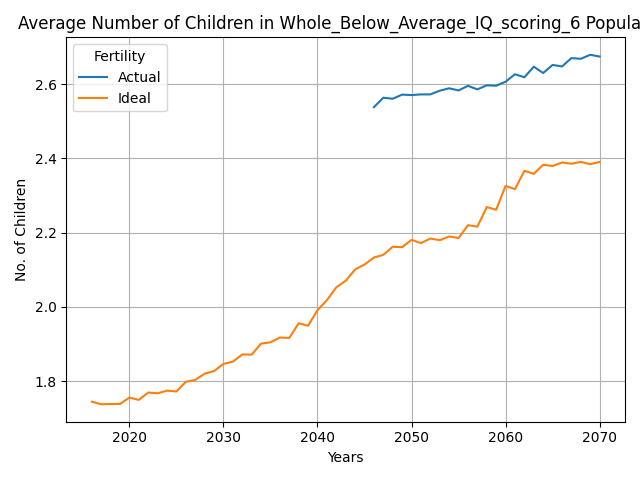 Average Number of Children in Whole_Below_Average_IQ_scoring_6 Popula
Fertility
Actual
Ideal
No. of Children
2.6
2.4
2.2
2.0
1.8
2020 2030 2040 2050 2060 2070
Years